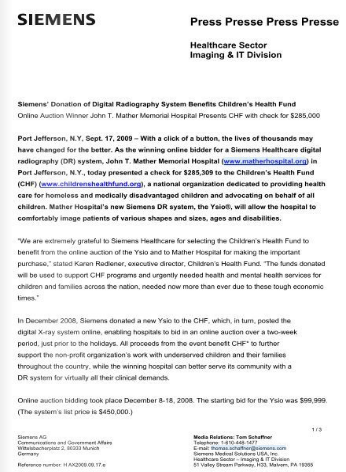 SIEMENS
Press Presse Press Presse
Healthcare Sector
Imaging & IT Division
Siemens' Donation of Digital Radiography System Benefits Children's Health Fund
Online Auction Winner John T. Mather Memorial Hospital Presents CHF with check for $285,000
Port Jefferson, N.Y, Sept. 17, 2009 – With a click of a button, the lives of thousands may
have changed for the better. As the winning online bidder for a Siemens Healthcare digital
radiography (DR) system, John T. Mather Memorial Hospital (www.matherhospital.org) in
Port Jefferson, N.Y., today presented a check for $285,309 to the Children's Health Fund
(CHF) (www.childrenshealthfund.org), a national organization dedicated to providing health
care for homeless and medically disadvantaged children and advocating on behalf of all
children. Mather Hospital's new Siemens DR system, the Ysio®, will allow the hospital to
comfortably image patients of various shapes and sizes, ages and disabilities.
"We are extremely grateful to Siemens Healthcare for selecting the Children's Health Fund to
benefit from the online auction of the Ysio and to Mather Hospital for making the important
purchase," stated Karen Redlener, executive director, Children's Health Fund. "The funds donated
will be used to support CHF programs and urgently needed health and mental health services for
children and families across the nation, needed now more than ever due to these tough economic
times."
In December 2008, Siemens donated a new Ysio to the CHF, which, in turn, posted the
digital X-ray system online, enabling hospitals to bid in an online auction over a two-week
period, just prior to the holidays. All proceeds from the event benefit CHF" to further
support the non-profit organization's work with underserved children and their families
throughout the country, while the winning hospital can better serve its community with a
DR system for virtually all their clinical demands.
Online auction bidding took place December 8-18, 2008. The starting bid for the Ysio was $99,999.
(The system's list price is $450,000.)
1 / 3
Siemens AG
Communications and Government Affairs
Wittelsbacherplatz 2, 80333 Munich
Germany
Reference number: H AX2009.09.17.e
Media Relations: Tom Schaffner
Telephone: 1-610-448-1477
E-mail: thomas.schaffner@siemens.com
Siemens Medical Solutions USA, Inc.
Healthcare Sector – Imaging & IT Division
51 Valley Stream Parkway, H23, Malvern, PA 19355